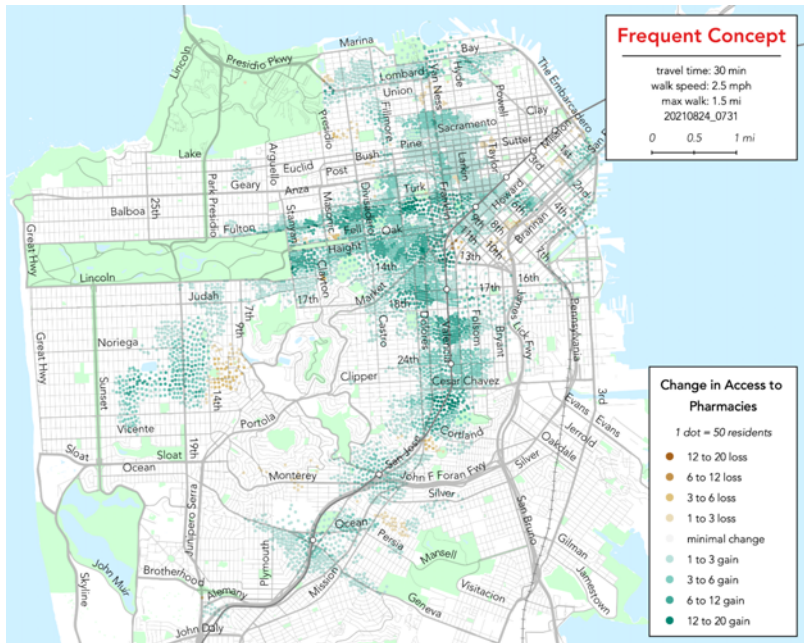 Frequent Concept
travel time: 30 min
walk speed: 2.5 mph
max walk: 1.5 mi
20210824_0731
0 0.5 1 mi
Marina
Bay
Lincoln
Presidio Pkwy
Lombard
Union
Van Ness
Hyde
Powell
The Embarcadero
Clay
Presidio
Fillmore
Sacramento
Pine
Sutter
Mission
Bush
Larkin
Taylor
3rd
1st
San
Lake
Arguello
Euclid
Post
2nd
Geary
Anza
Divisadero
Turk
Franklin
9th
Howard
6th
4th
Balboa
25th
Park Presidio
Stanyan
Masonic
Fell
Oak
11th
8th
10th
Brannan
7th
Fulton
Great Hwy
Haight
Clayton
14th
13th
Lincoln
Market
16th
Judah
7th
17th
18th
17th
James Lick Fwy
Pennsylvania
Great Hwy
Noriega
9th
Castro
Dolores
Valencia
Folsom
Bryant
24th
Sunset
14th
Clipper
Cesar Chavez
3rd
Vicente
19th
Portola
Evans
Evans
Cortland
Jerrold
Sloat
Sloat
Oakdale
Ocean
San Jose
Monterey
John F Foran Fwy
Silver
Silver
Junipero Serra
Ocean
San Bruno
Persia
Plymouth
Gilman
John Muir
Mansell
Jamestown
Skyline
Brotherhood
Mission
Alemany
Visitacion
Geneva
John Daly
Change in Access to
Pharmacies
1 dot = 50 residents
12 to 20 loss
6 to 12 loss
3 to 6 loss
1 to 3 loss
minimal change
1 to 3 gain
3 to 6 gain
6 to 12 gain
12 to 20 gain